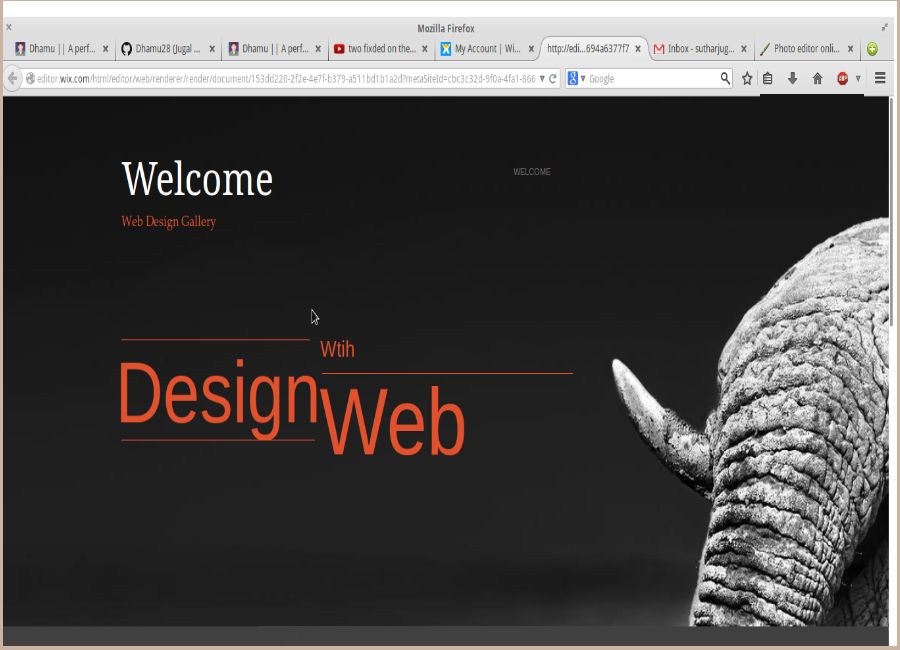 Mozilla Firefox
Dhamu || A perf... Dhamu28 (Jugal ... Dhamu || A perf... two fixded on the... My Account | Wi... http://edi...694a6377f7 Inbox - sutharjug... Photo editor onli...
editor.wix.com/html/editor/web/renderer/render/document/153dd220-2f2e-4e7f-b379-a511bd1b1a2d?metaSiteId=cbc3c32d-9f0a-4fa1-866 Google ABP
Welcome
WELCOME
Web Design Gallery
Wtih
Design
Web